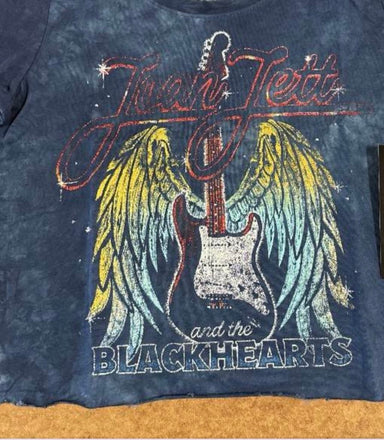 Joan Jett
and the
BLACKHEARTS